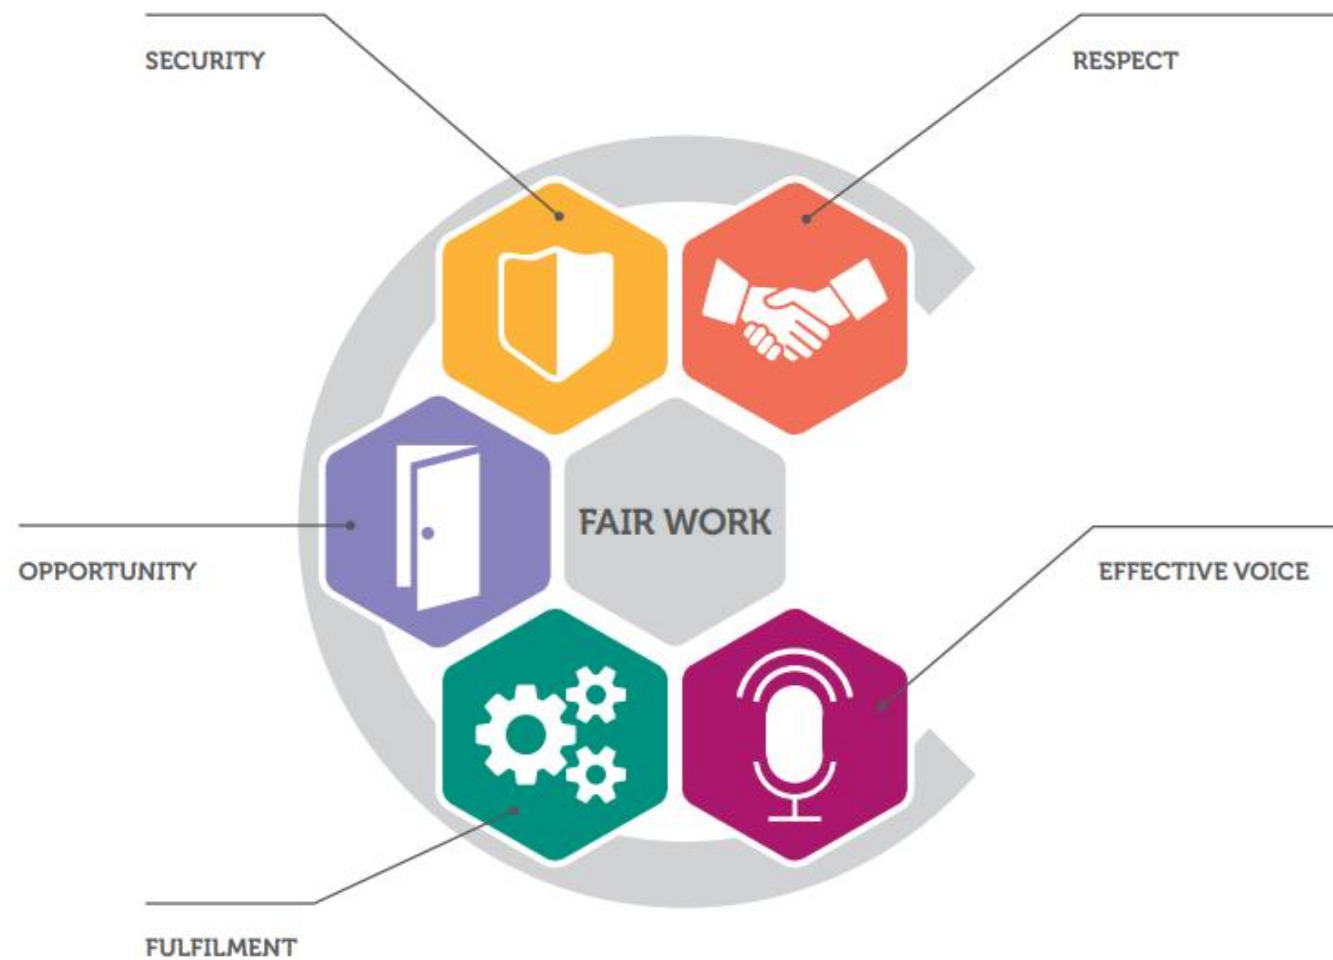 SECURITY
RESPECT
FAIR WORK
OPPORTUNITY
EFFECTIVE VOICE
FULFILMENT